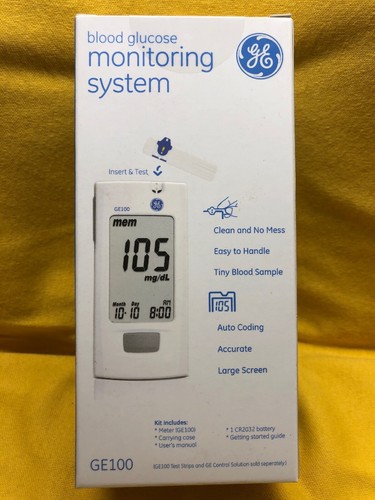 blood glucose
monitoring
system
GE
Insert & Test
GE
GE100
mem
105
mg/dL
Month Day AM
10-10 8:00
Clean and No Mess
Easy to Handle
Tiny Blood Sample
105
Auto Coding
Accurate
Large Screen
Kit includes:
* Meter (GE100)
* Carrying case
* User's manual
* 1 CR2032 battery
* Getting started guide
GE100
(GE100 Test Strips and GE Control Solution sold separately)